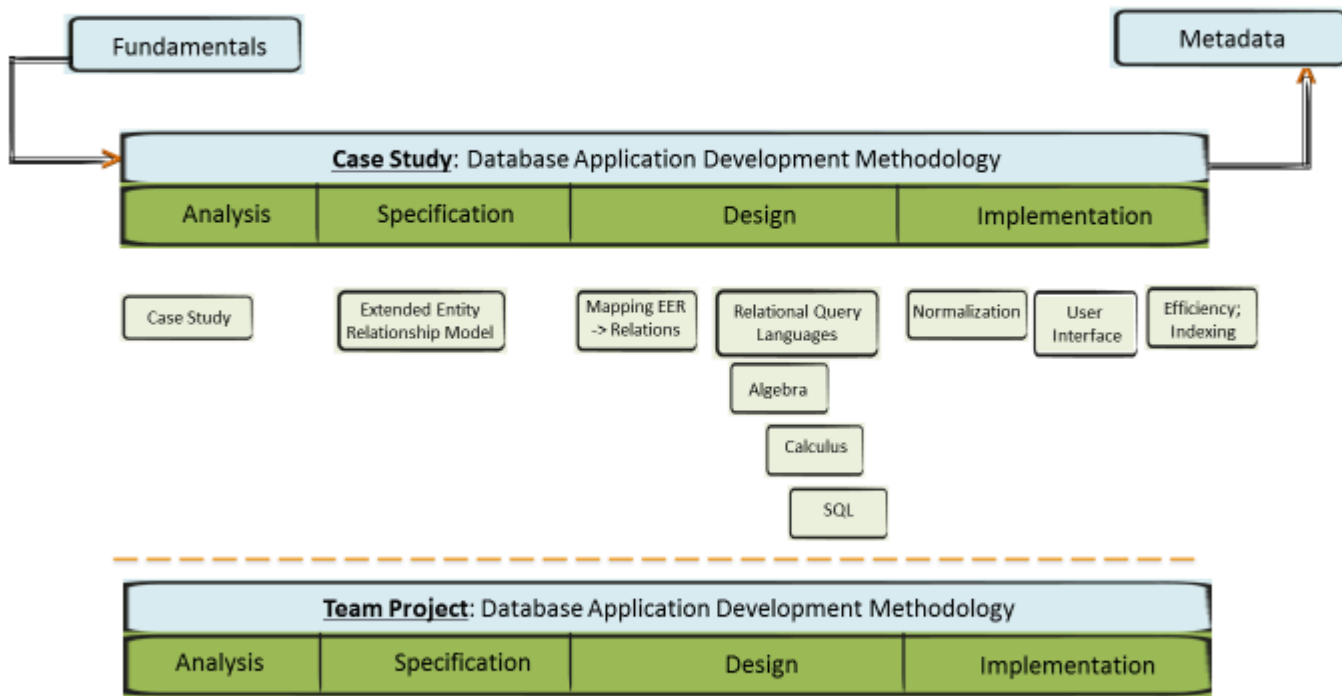 Fundamentals
Metadata
Case Study: Database Application Development Methodology
Analysis
Specification
Design
Implementation
Case Study
Extended Entity
Relationship Model
Mapping EER
-> Relations
Relational Query
Languages
Normalization
User
Interface
Efficiency;
Indexing
Algebra
Calculus
SQL
Team Project: Database Application Development Methodology
Analysis
Specification
Design
Implementation